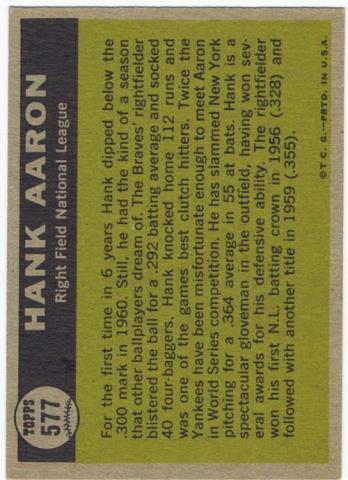 TOPPS
577
HANK AARON
Right Field National League
For the first time in 6 years Hank dipped below the
.300 mark in 1960. Still, he had the kind of a season
that other ballplayers dream of. The Braves' rightfielder
blistered the ball for a .292 batting average and socked
40 four-baggers. Hank knocked home 112 runs and
was one of the games best clutch hitters. Twice the
Yankees have been misfortunate enough to meet Aaron
in World Series competition. He has slammed New York
pitching for a .364 average in 55 at bats. Hank is a
spectacular gloveman in the outfield, having won sev-
eral awards for his defensive ability. The rightfielder
won his first N.L. batting crown in 1956 (.328) and
followed with another title in 1959 (.355).
© T. C. G.—PRTD. IN U.S.A.